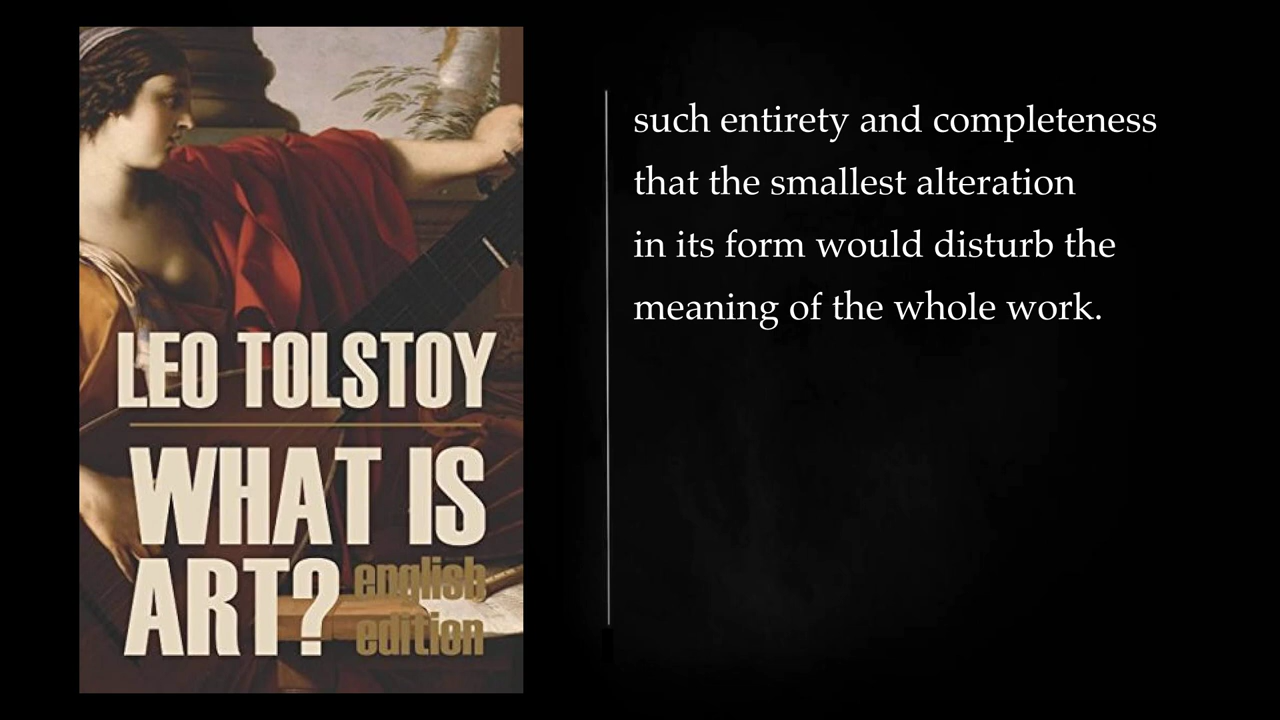 LEO TOLSTOY
WHAT IS
ART?
english
edition
such entirety and completeness
that the smallest alteration
in its form would disturb the
meaning of the whole work.